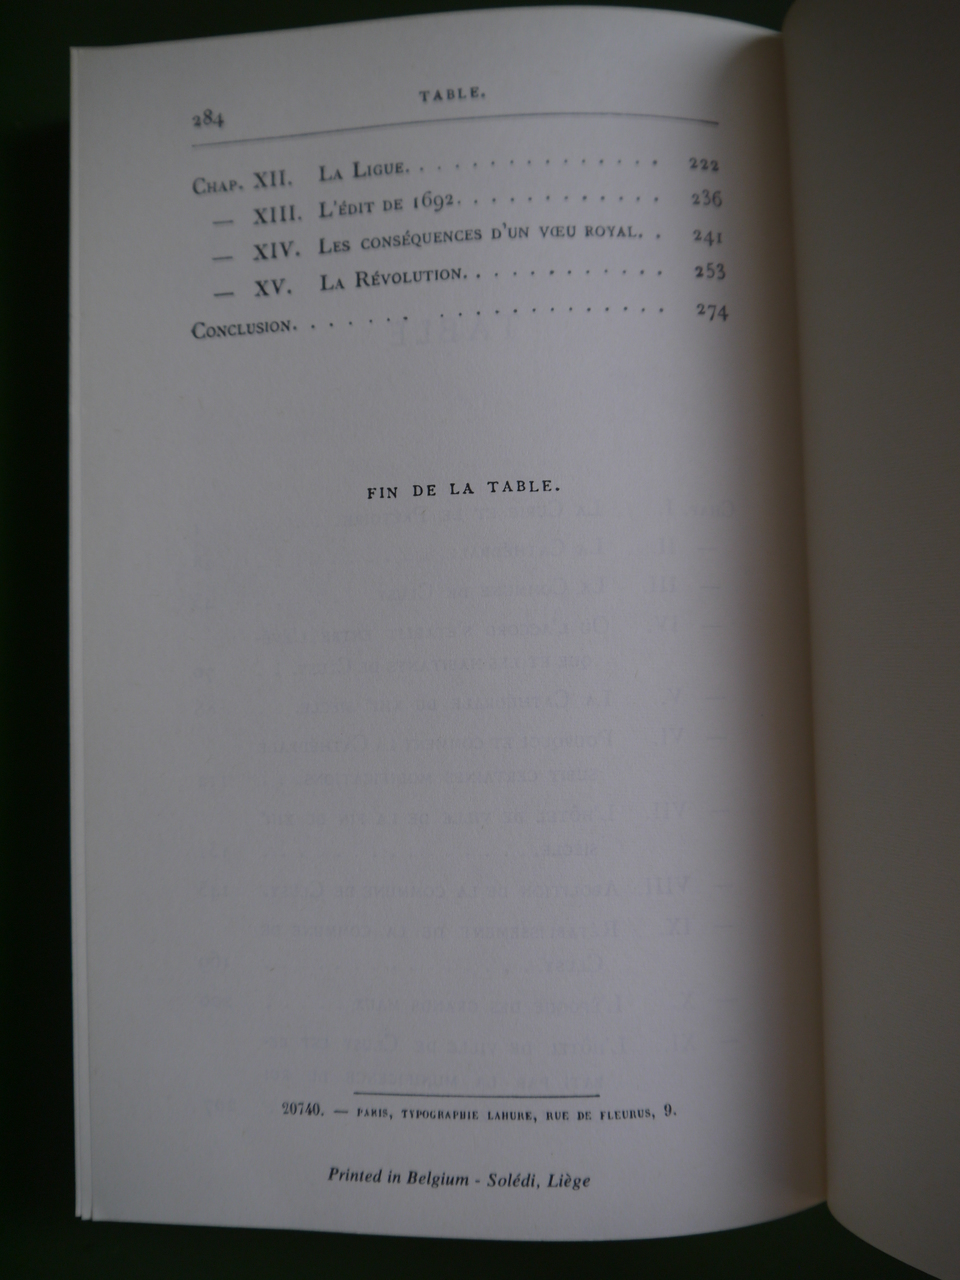 284
TABLE.
CHAP. XII. LA LIGUE. . . . . . . . . . . . . . . 222
— XIII. L'ÉDIT DE 1692. . . . . . . . . . . . 236
— XIV. LES CONSÉQUENCES D'UN VŒU ROYAL. . 241
— XV. LA RÉVOLUTION. . . . . . . . . . . . 253
CONCLUSION. . . . . . . . . . . . . . . . . . . . 274
FIN DE LA TABLE.
20740. — PARIS, TYPOGRAPHIE LAHURE, RUE DE FLEURUS, 9.
Printed in Belgium - Solédi, Liège